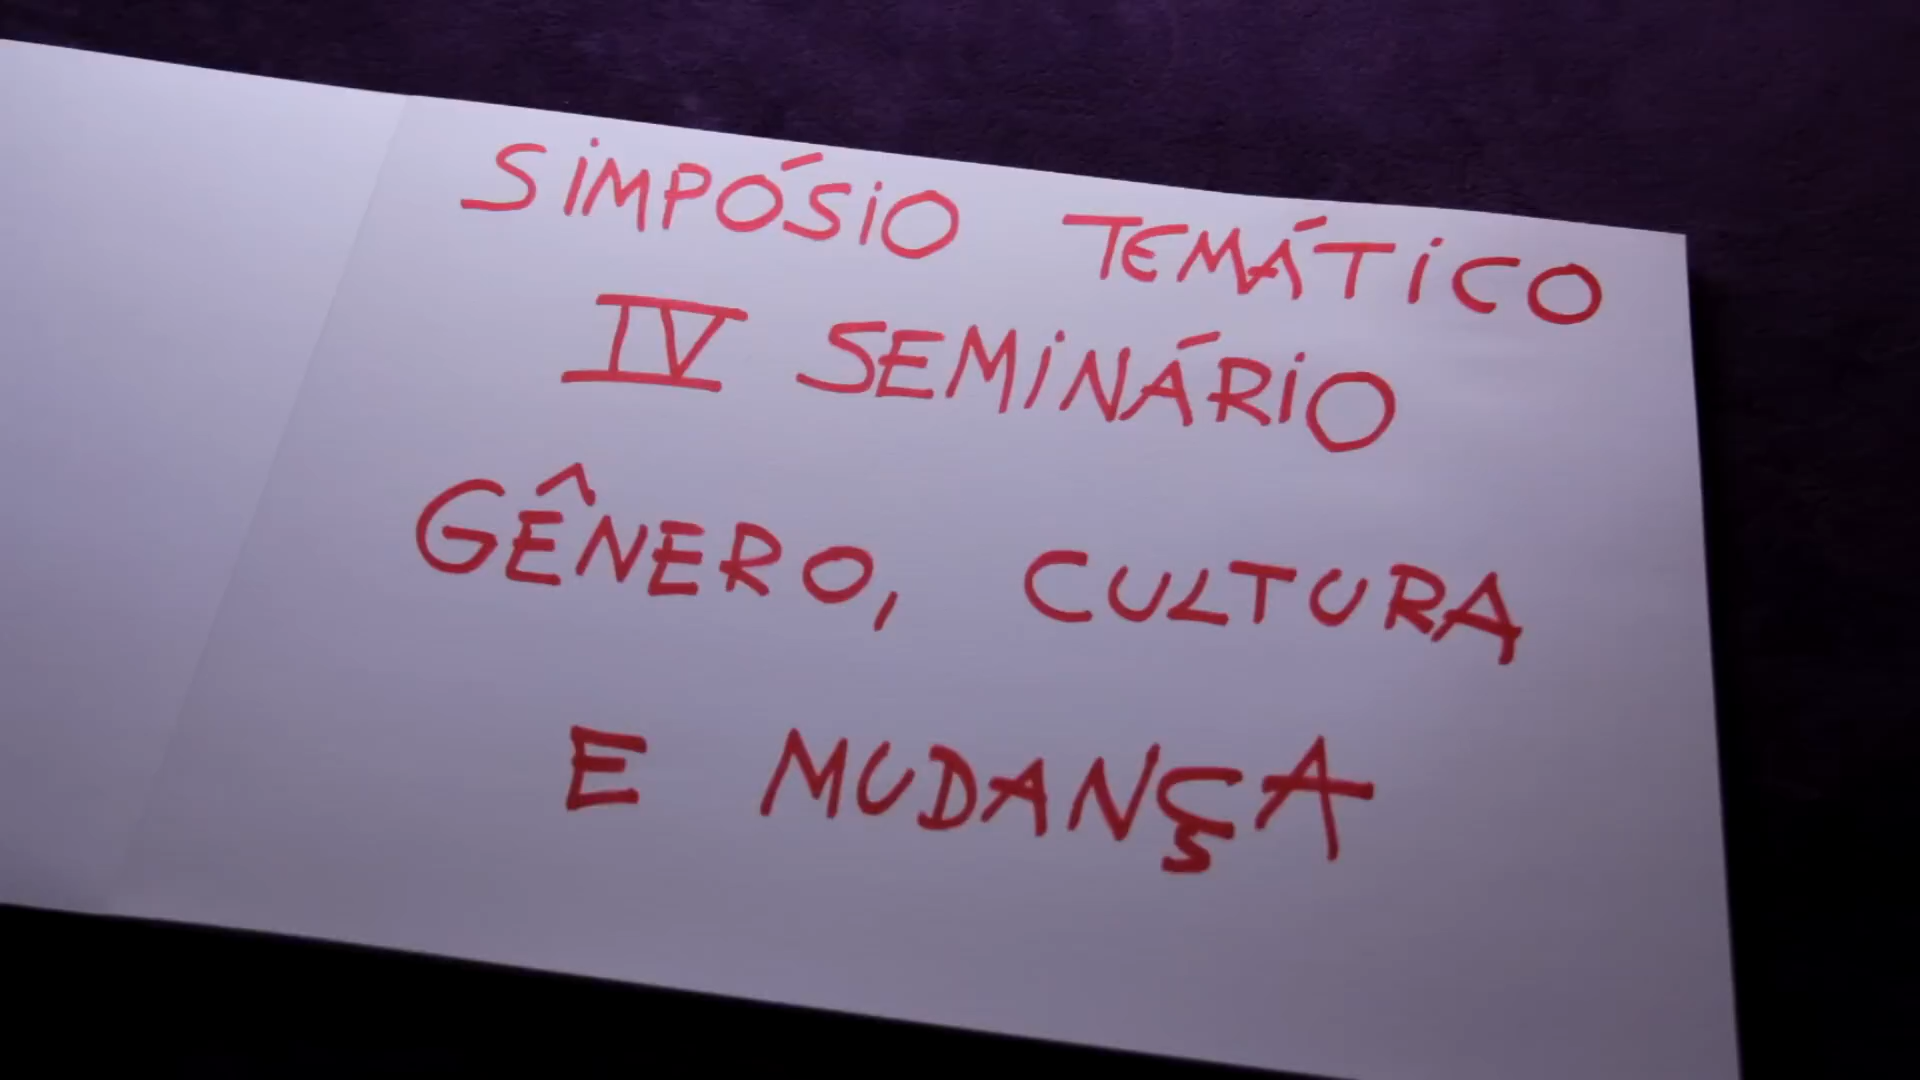 SIMPÓSIO TEMÁTICO
IV SEMINÁRIO
GÊNERO, CULTURA
E MUDANÇA